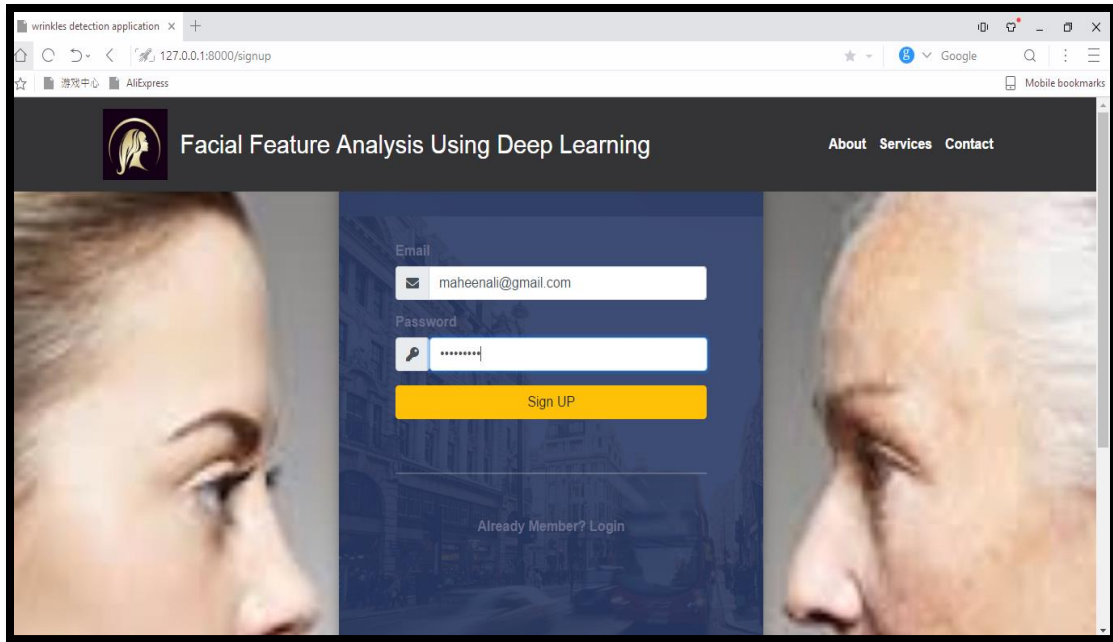 wrinkles detection application
127.0.0.1:8000/signup
Google
游戏中心 AliExpress Mobile bookmarks
Facial Feature Analysis Using Deep Learning About Services Contact
Email
maheenali@gmail.com
Password
•••••••••
Sign UP
Already Member? Login